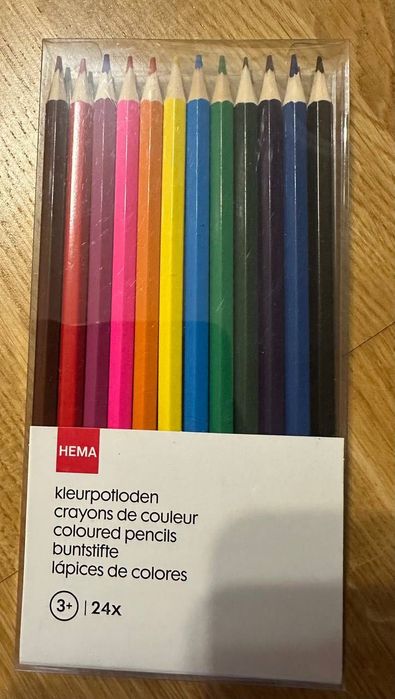 HEMA
kleurpotloden
crayons de couleur
coloured pencils
buntstifte
lápices de colores
3+ | 24x